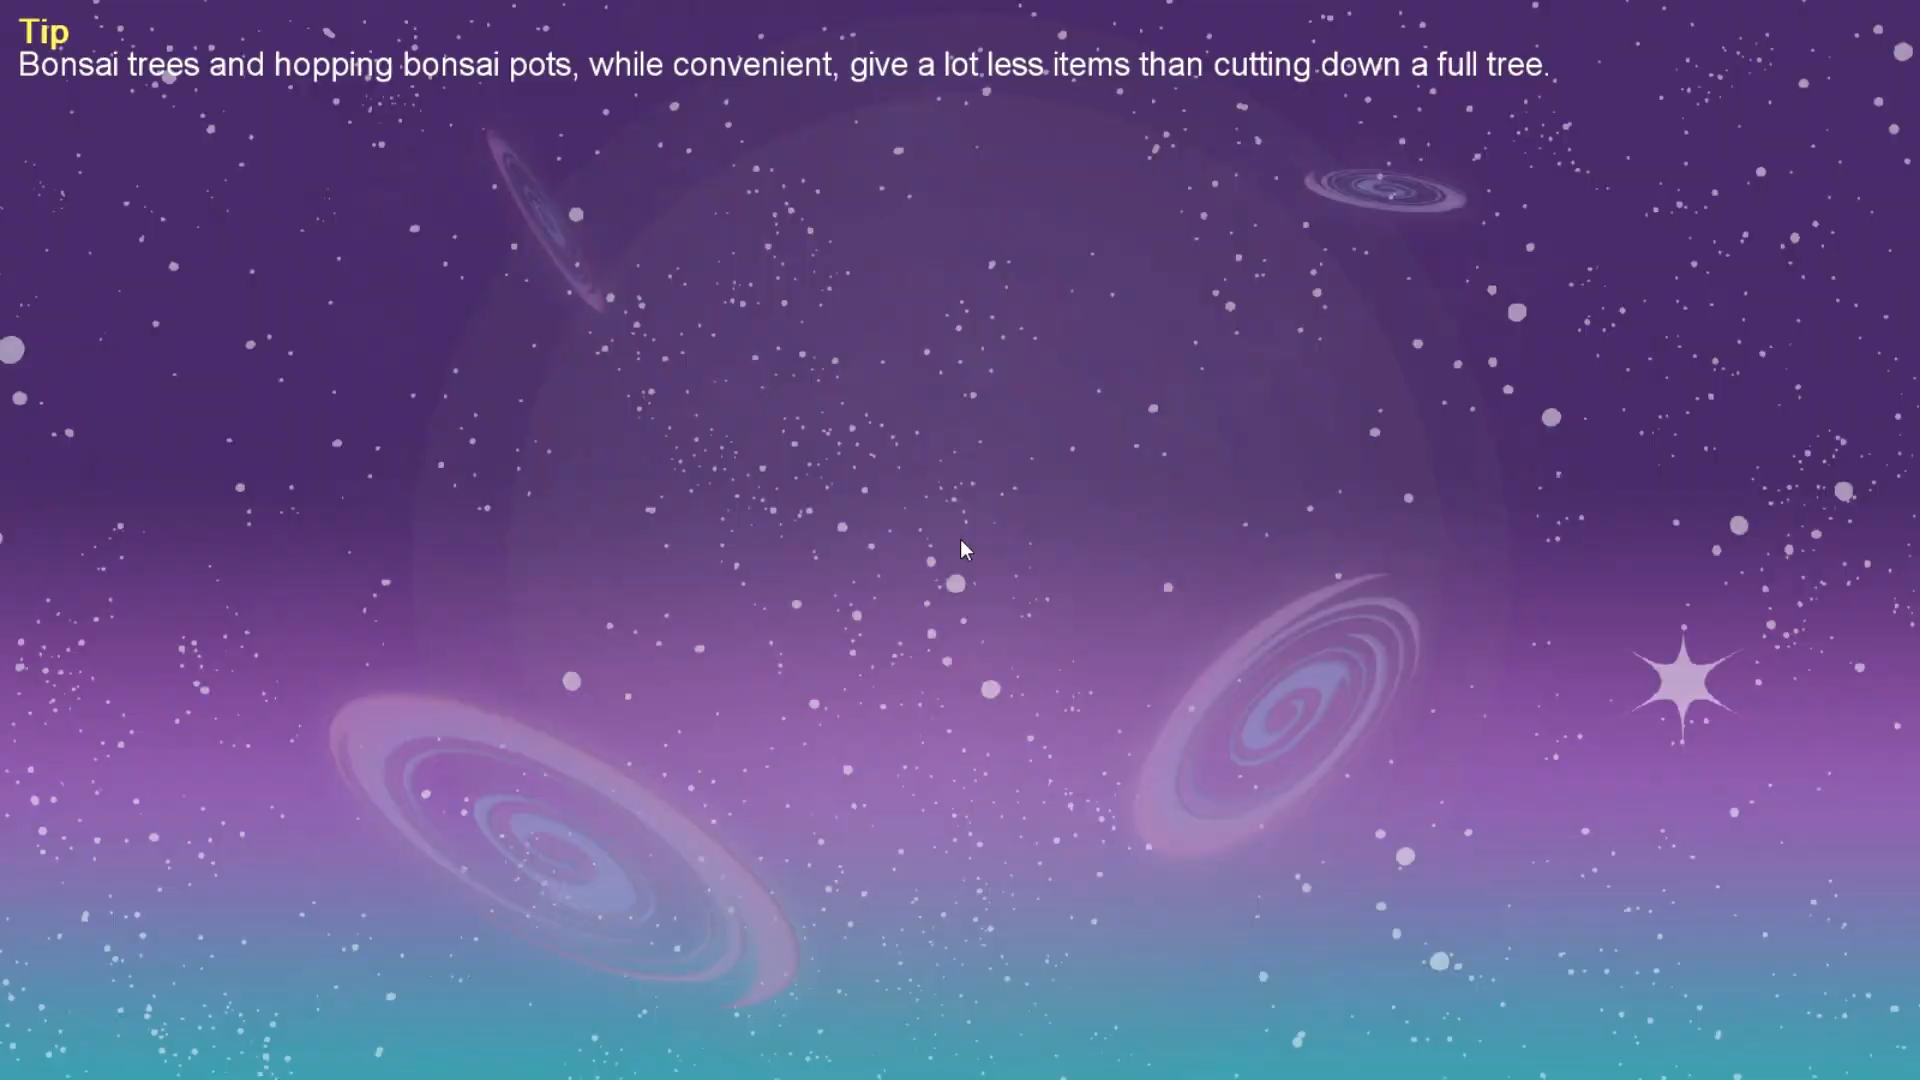 Tip
Bonsai trees and hopping bonsai pots, while convenient, give a lot less items than cutting down a full tree.